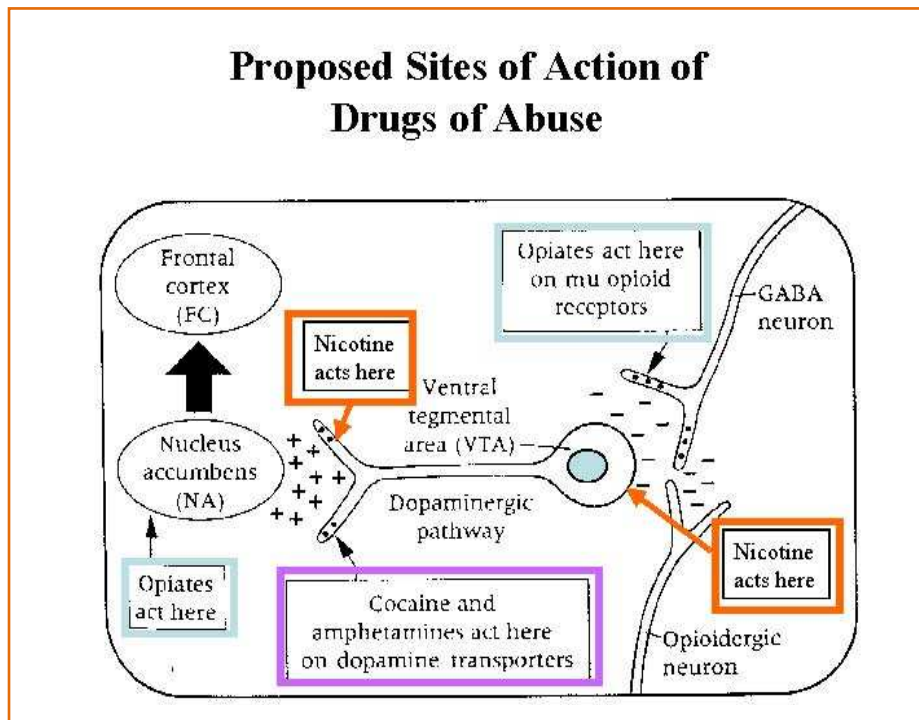 Proposed Sites of Action of
Drugs of Abuse
Frontal
cortex
(FC)
Nucleus
accumbens
(NA)
Opiates
act here
Nicotine
acts here
Ventral
tegmental
area (VTA)
Dopaminergic
pathway
Cocaine and
amphetamines act here
on dopamine transporters
Opiates act here
on mu opioid
receptors
GABA
neuron
Nicotine
acts here
Opioidergic
neuron